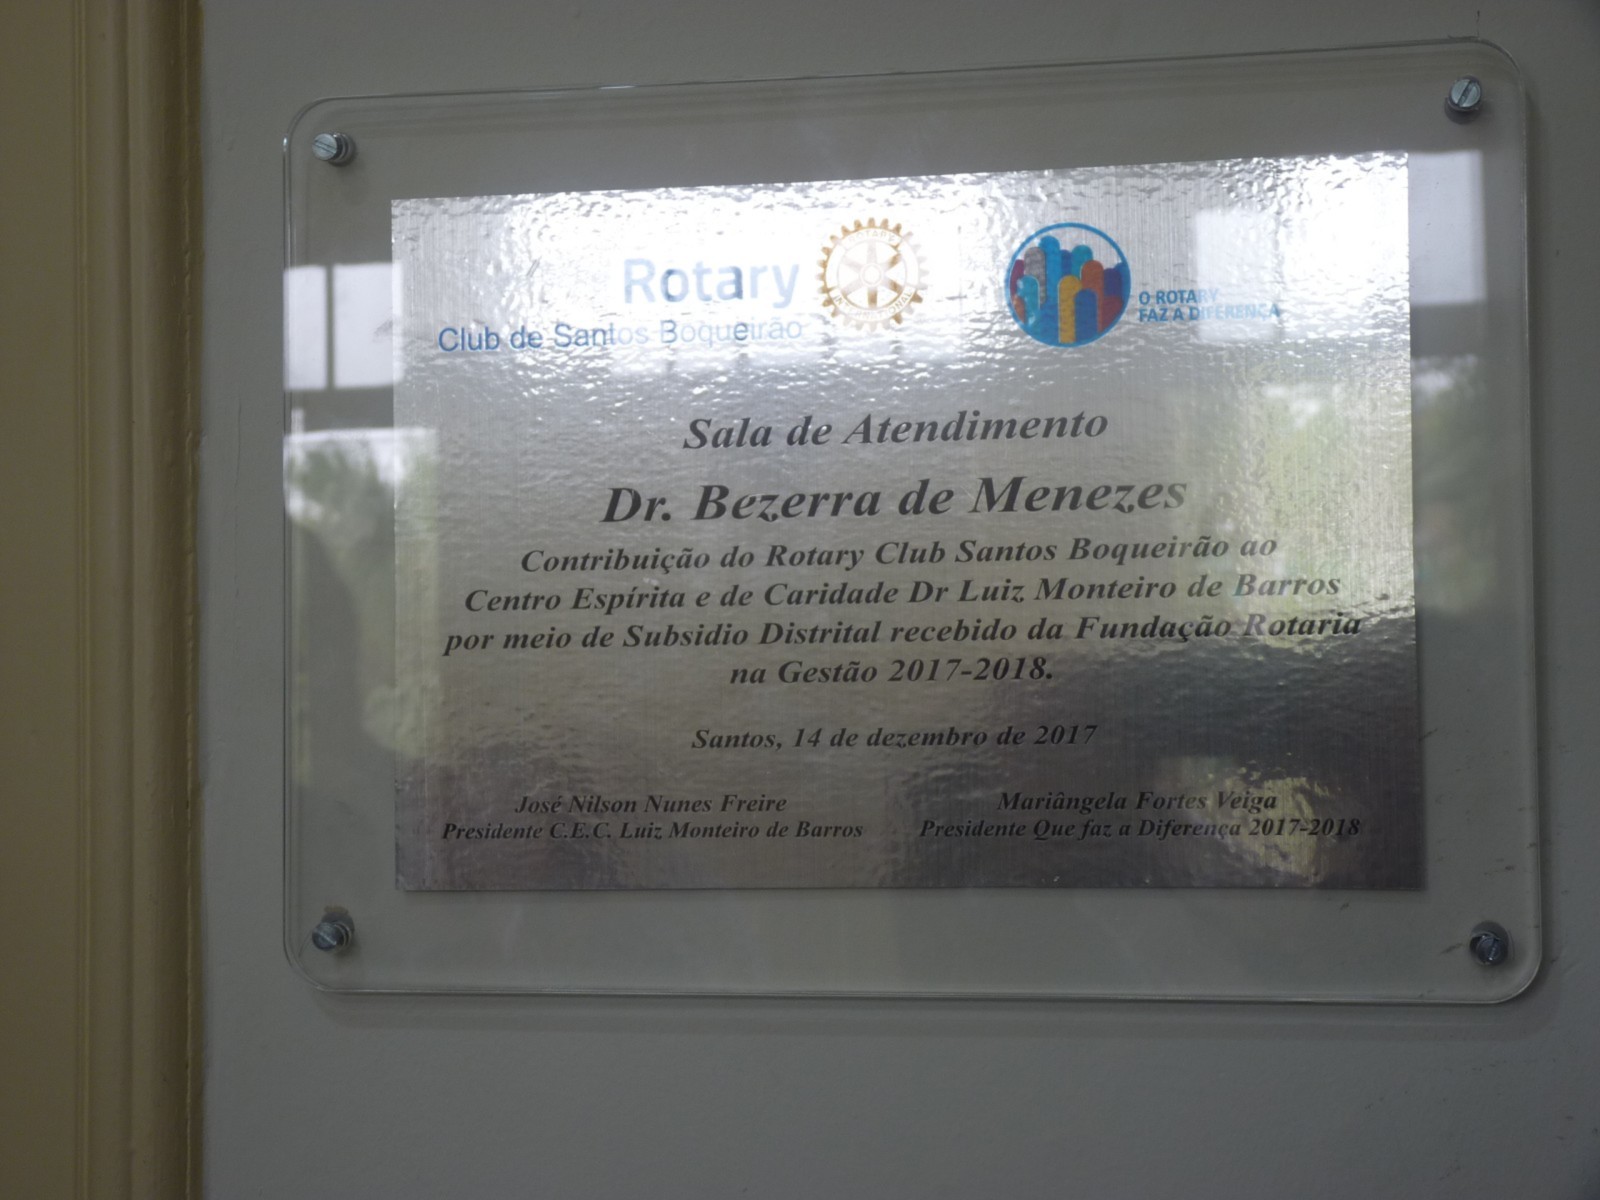 Rotary
Club de Santos Boqueirão
ROTARY
INTERNATIONAL
O ROTARY
FAZ A DIFERENÇA
Sala de Atendimento
Dr. Bezerra de Menezes
Contribuição do Rotary Club Santos Boqueirão ao
Centro Espírita e de Caridade Dr Luiz Monteiro de Barros
por meio de Subsidio Distrital recebido da Fundação Rotaria
na Gestão 2017-2018.
Santos, 14 de dezembro de 2017
José Nilson Nunes Freire
Presidente C.E.C. Luiz Monteiro de Barros
Mariângela Fortes Veiga
Presidente Que faz a Diferença 2017-2018